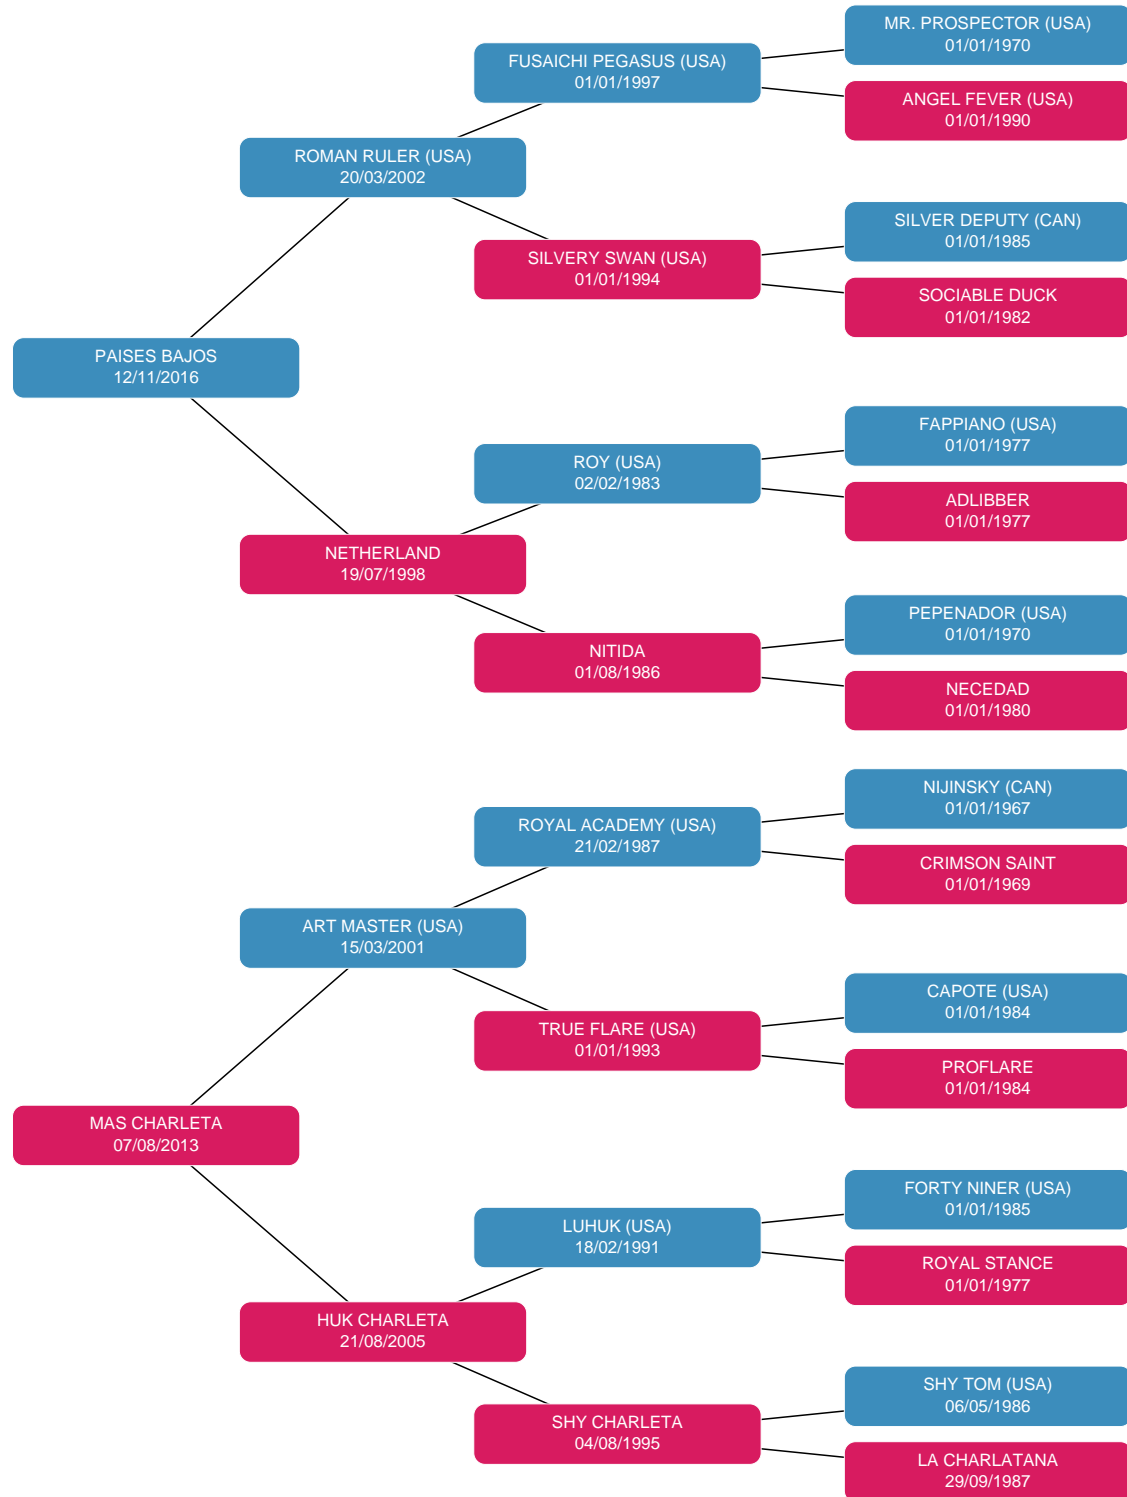 MR. PROSPECTOR (USA)
01/01/1970
FUSAICHI PEGASUS (USA)
01/01/1997
ANGEL FEVER (USA)
01/01/1990
ROMAN RULER (USA)
20/03/2002
SILVER DEPUTY (CAN)
01/01/1985
SILVERY SWAN (USA)
01/01/1994
SOCIABLE DUCK
01/01/1982
PAISES BAJOS
12/11/2016
FAPPIANO (USA)
01/01/1977
ROY (USA)
02/02/1983
ADLIBBER
01/01/1977
NETHERLAND
19/07/1998
PEPENADOR (USA)
01/01/1970
NITIDA
01/08/1986
NECEDAD
01/01/1980
NIJINSKY (CAN)
01/01/1967
ROYAL ACADEMY (USA)
21/02/1987
CRIMSON SAINT
01/01/1969
ART MASTER (USA)
15/03/2001
CAPOTE (USA)
01/01/1984
TRUE FLARE (USA)
01/01/1993
PROFLARE
01/01/1984
MAS CHARLETA
07/08/2013
FORTY NINER (USA)
01/01/1985
LUHUK (USA)
18/02/1991
ROYAL STANCE
01/01/1977
HUK CHARLETA
21/08/2005
SHY TOM (USA)
06/05/1986
SHY CHARLETA
04/08/1995
LA CHARLATANA
29/09/1987